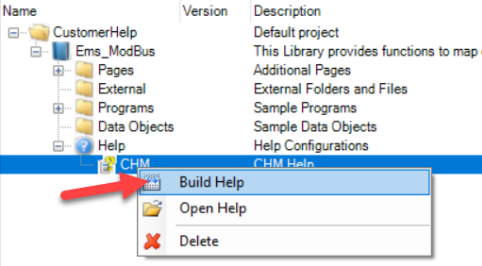 Name Version Description
CustomerHelp Default project
Ems_ModBus This Library provides functions to map
Pages Additional Pages
External External Folders and Files
Programs Sample Programs
Data Objects Sample Data Objects
Help Help Configurations
CHM CHM Help
Build Help
Open Help
Delete